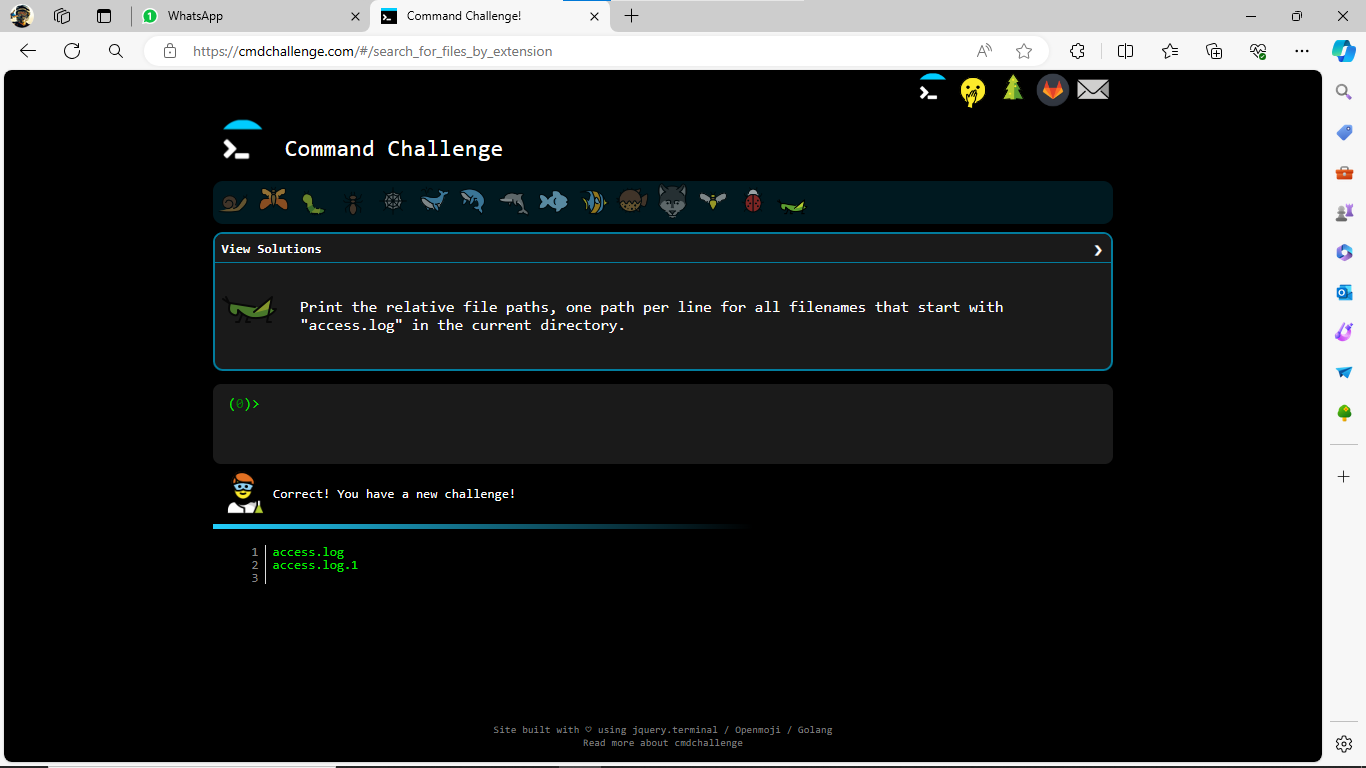 WhatsApp
Command Challenge!
https://cmdchallenge.com/#/search_for_files_by_extension
Command Challenge
View Solutions
Print the relative file paths, one path per line for all filenames that start with
"access.log" in the current directory.
(0)>
Correct! You have a new challenge!
1 access.log
2 access.log.1
3
Site built with ♡ using jquery.terminal / Openmoji / Golang
Read more about cmdchallenge